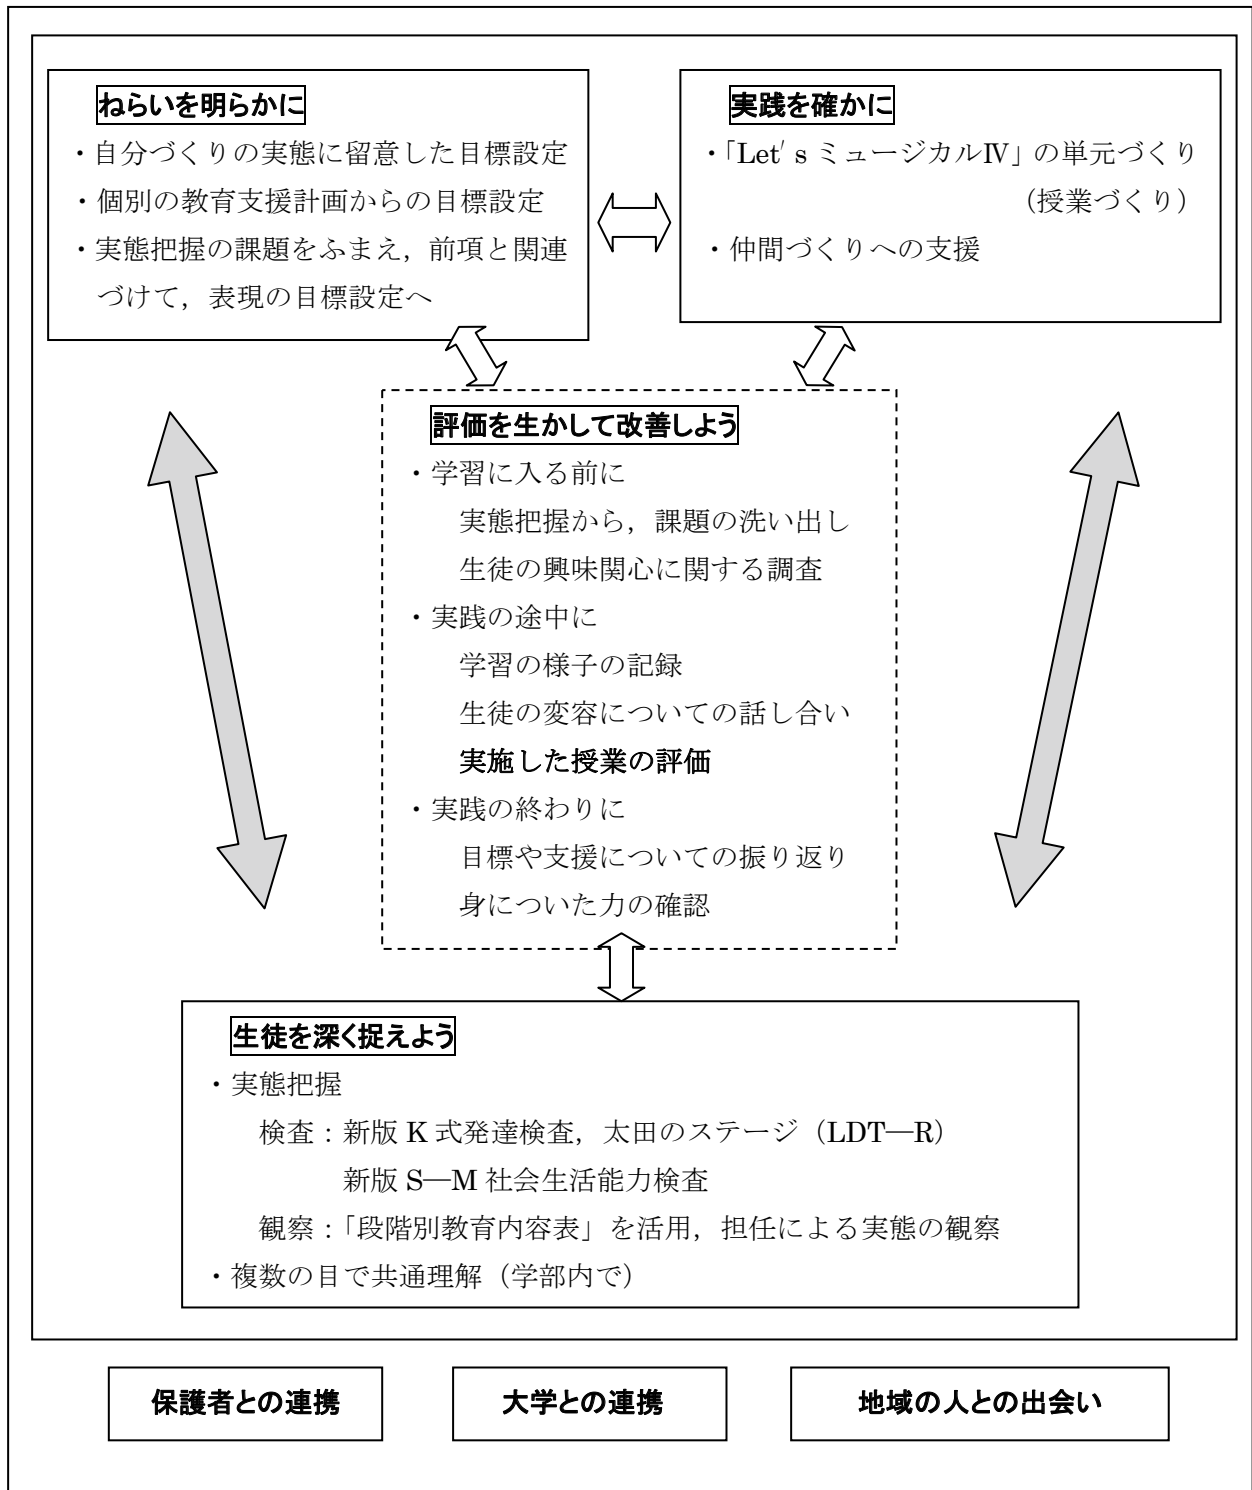 ねらいを明らかに
・自分づくりの実態に留意した目標設定
・個別の教育支援計画からの目標設定
・実態把握の課題をふまえ，前項と関連
づけて，表現の目標設定へ
実践を確かに
・「Let′s ミュージカルⅣ」の単元づくり
（授業づくり）
・仲間づくりへの支援
評価を生かして改善しよう
・学習に入る前に
実態把握から，課題の洗い出し
生徒の興味関心に関する調査
・実践の途中に
学習の様子の記録
生徒の変容についての話し合い
実施した授業の評価
・実践の終わりに
目標や支援についての振り返り
身についた力の確認
生徒を深く捉えよう
・実態把握
検査：新版 K 式発達検査，太田のステージ（LDT―R）
新版 S―M 社会生活能力検査
観察：「段階別教育内容表」を活用，担任による実態の観察
・複数の目で共通理解（学部内で）
保護者との連携
大学との連携
地域の人との出会い